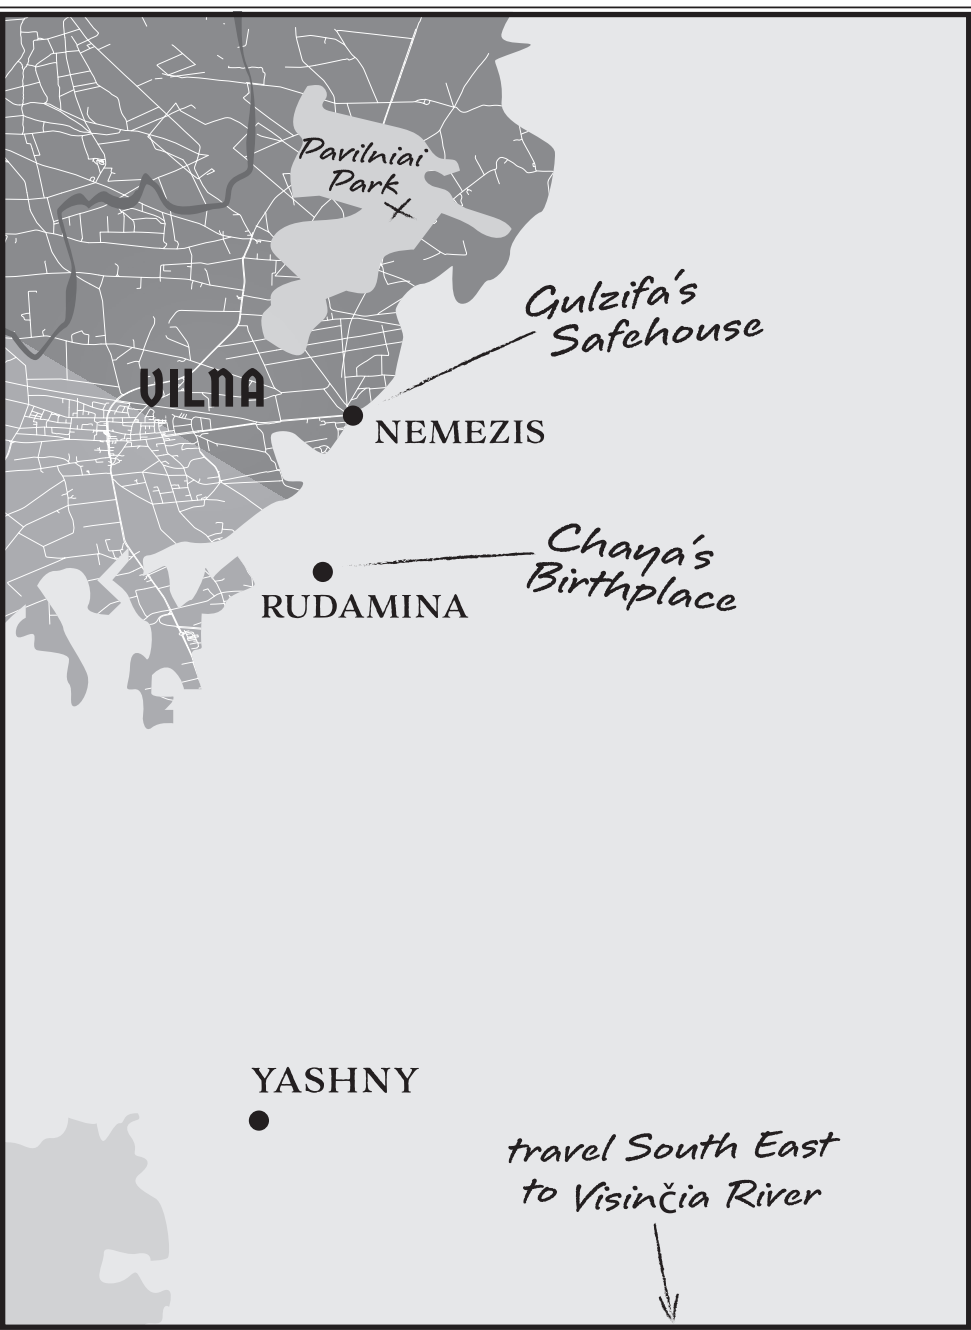 Pavilniai
Park
Gulzifa's
Safehouse
VILNA
NEMEZIS
Chaya's
Birthplace
RUDAMINA
YASHNY
travel South East
to Visinčia River